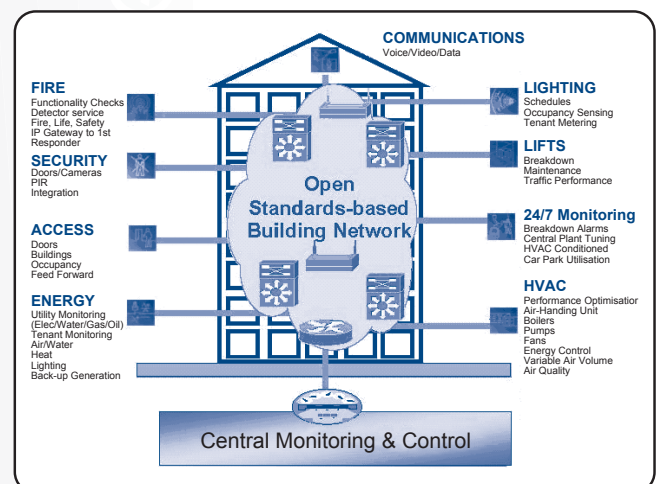 COMMUNICATIONS
Voice/Video/Data
FIRE
Functionality Checks
Detector service
Fire, Life, Safety
IP Gateway to 1st
Responder
SECURITY
Doors/Cameras
PIR
Integration
ACCESS
Doors
Buildings
Occupancy
Feed Forward
ENERGY
Utility Monitoring
(Elec/Water/Gas/Oil)
Tenant Monitoring
Air/Water
Heat
Lighting
Back-up Generation
Open
Standards-based
Building Network
LIGHTING
Schedules
Occupancy Sensing
Tenant Metering
LIFTS
Breakdown
Maintenance
Traffic Performance
24/7 Monitoring
Breakdown Alarms
Central Plant Tuning
HVAC Conditioned
Car Park Utilisation
HVAC
Performance Optimisator
Air-Handing Unit
Boilers
Pumps
Fans
Energy Control
Variable Air Volume
Air Quality
Central Monitoring & Control